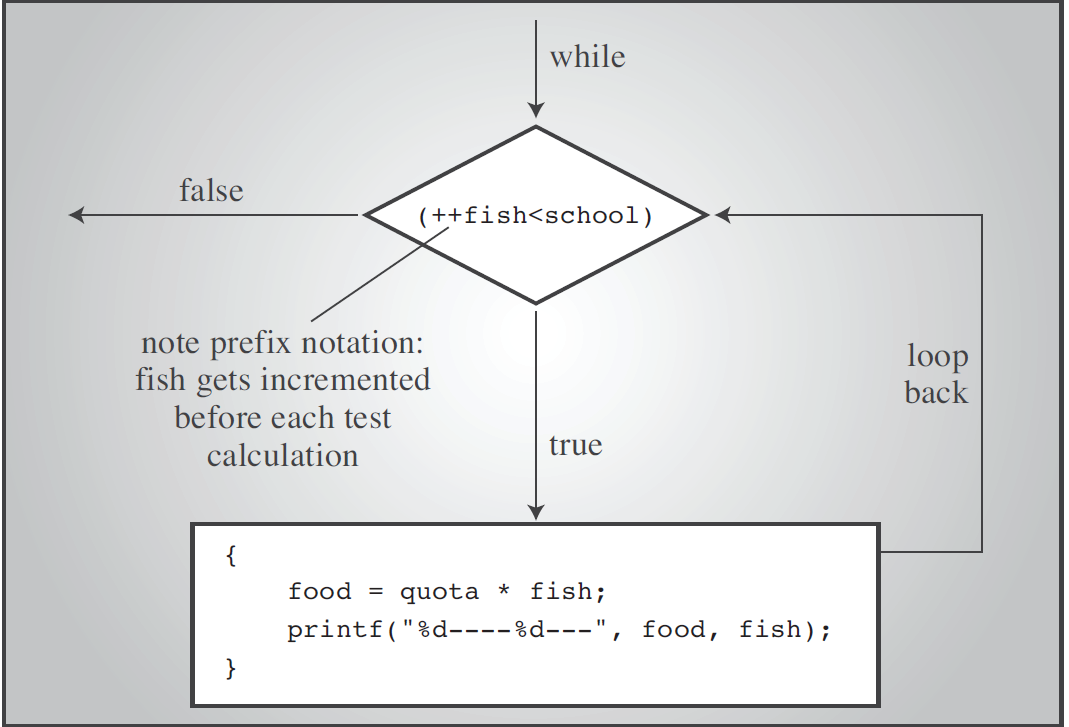 while
false
(++fish<school)
note prefix notation:
fish gets incremented
before each test
calculation
loop
back
true
{
    food = quota * fish;
    printf("%d----%d---", food, fish);
}